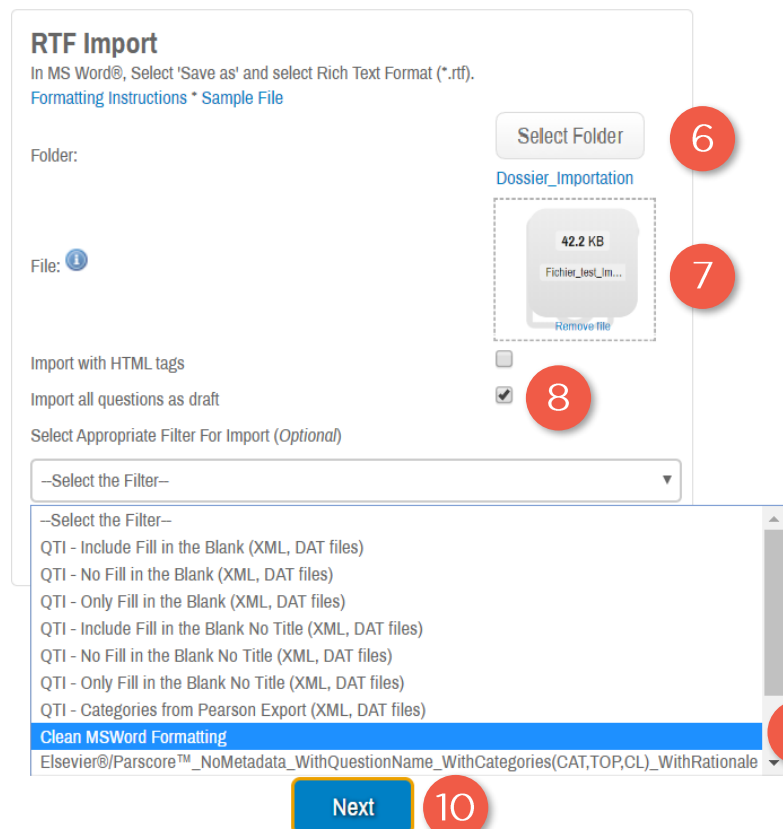 RTF Import
In MS Word®, Select 'Save as' and select Rich Text Format (*.rtf).
Formatting Instructions * Sample File
Folder:
Select Folder
6
Dossier_Importation
File:
42.2 KB
Fichier_test_Im...
Remove file
7
Import with HTML tags
Import all questions as draft
8
Select Appropriate Filter For Import (Optional)
--Select the Filter--
--Select the Filter--
QTI - Include Fill in the Blank (XML, DAT files)
QTI - No Fill in the Blank (XML, DAT files)
QTI - Only Fill in the Blank (XML, DAT files)
QTI - Include Fill in the Blank No Title (XML, DAT files)
QTI - No Fill in the Blank No Title (XML, DAT files)
QTI - Only Fill in the Blank No Title (XML, DAT files)
QTI - Categories from Pearson Export (XML, DAT files)
Clean MSWord Formatting
Elsevier®/Parscore™_NoMetadata_WithQuestionName_WithCategories(CAT,TOP,CL)_WithRationale
Next
10